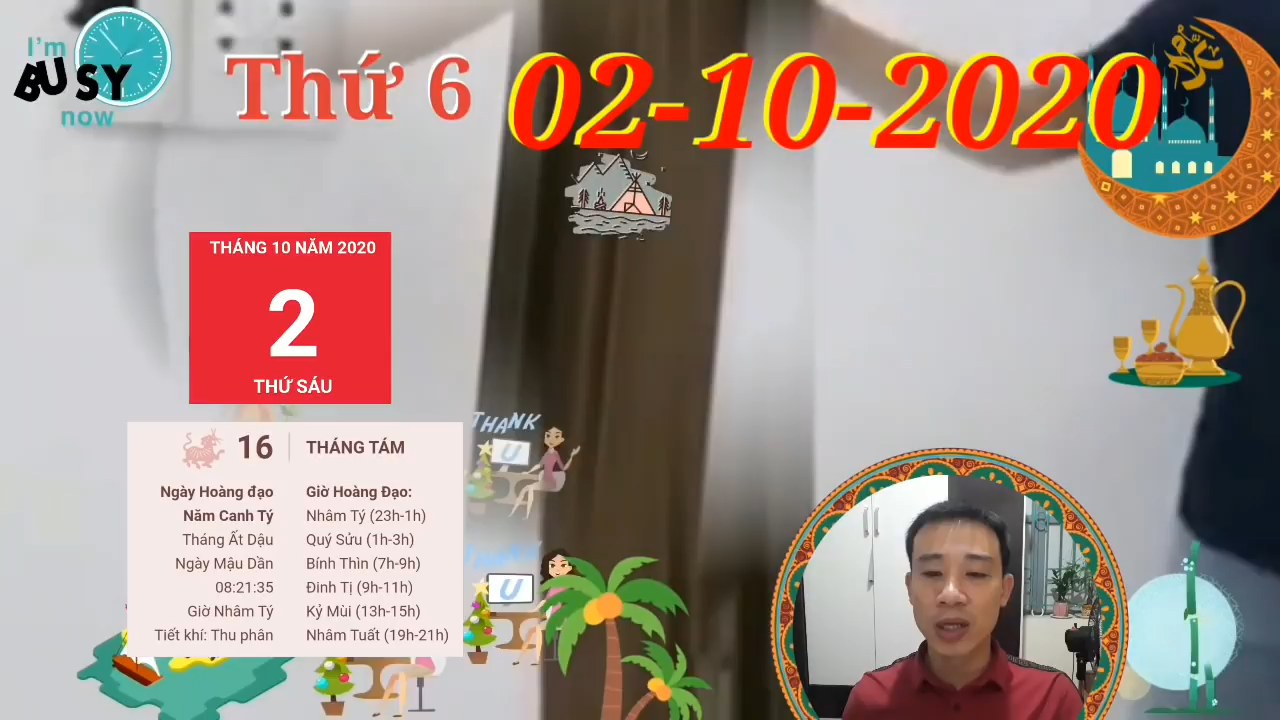 I'm
BUSY
now
Thứ 6 02-10-2020
THÁNG 10 NĂM 2020
2
THỨ SÁU
16 THÁNG TÁM
Ngày Hoàng đạo
Năm Canh Tý
Tháng Ất Dậu
Ngày Mậu Dần
08:21:35
Giờ Nhâm Tý
Tiết khí: Thu phân
Giờ Hoàng Đạo:
Nhâm Tý (23h-1h)
Quý Sửu (1h-3h)
Bính Thìn (7h-9h)
Đinh Tị (9h-11h)
Kỷ Mùi (13h-15h)
Nhâm Tuất (19h-21h)
THANK
U
THANK
U